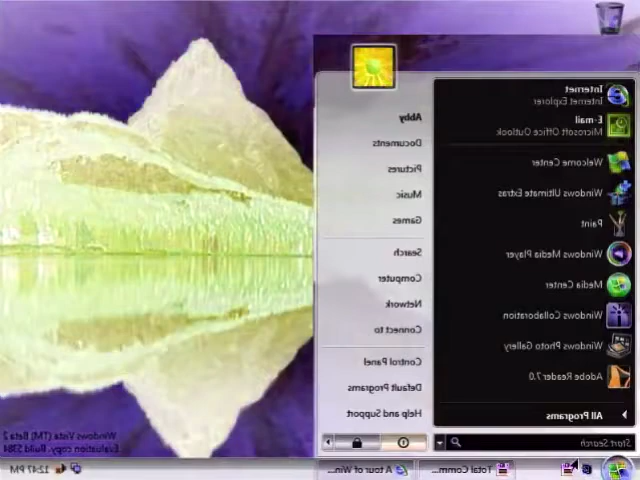 Internet
Internet Explorer
E-mail
Microsoft Office Outlook
Welcome Center
Windows Ultimate Extras
Paint
Windows Media Player
Media Center
Windows Collaboration
Windows Photo Gallery
Adobe Reader 7.0
All Programs
Start Search
Abby
Documents
Pictures
Music
Games
Search
Computer
Network
Connect to
Control Panel
Default Programs
Help and Support
Windows Vista (TM) Beta 2
Evaluation copy. Build 5384
Total Comm...
A tour of Win...
12:47 PM